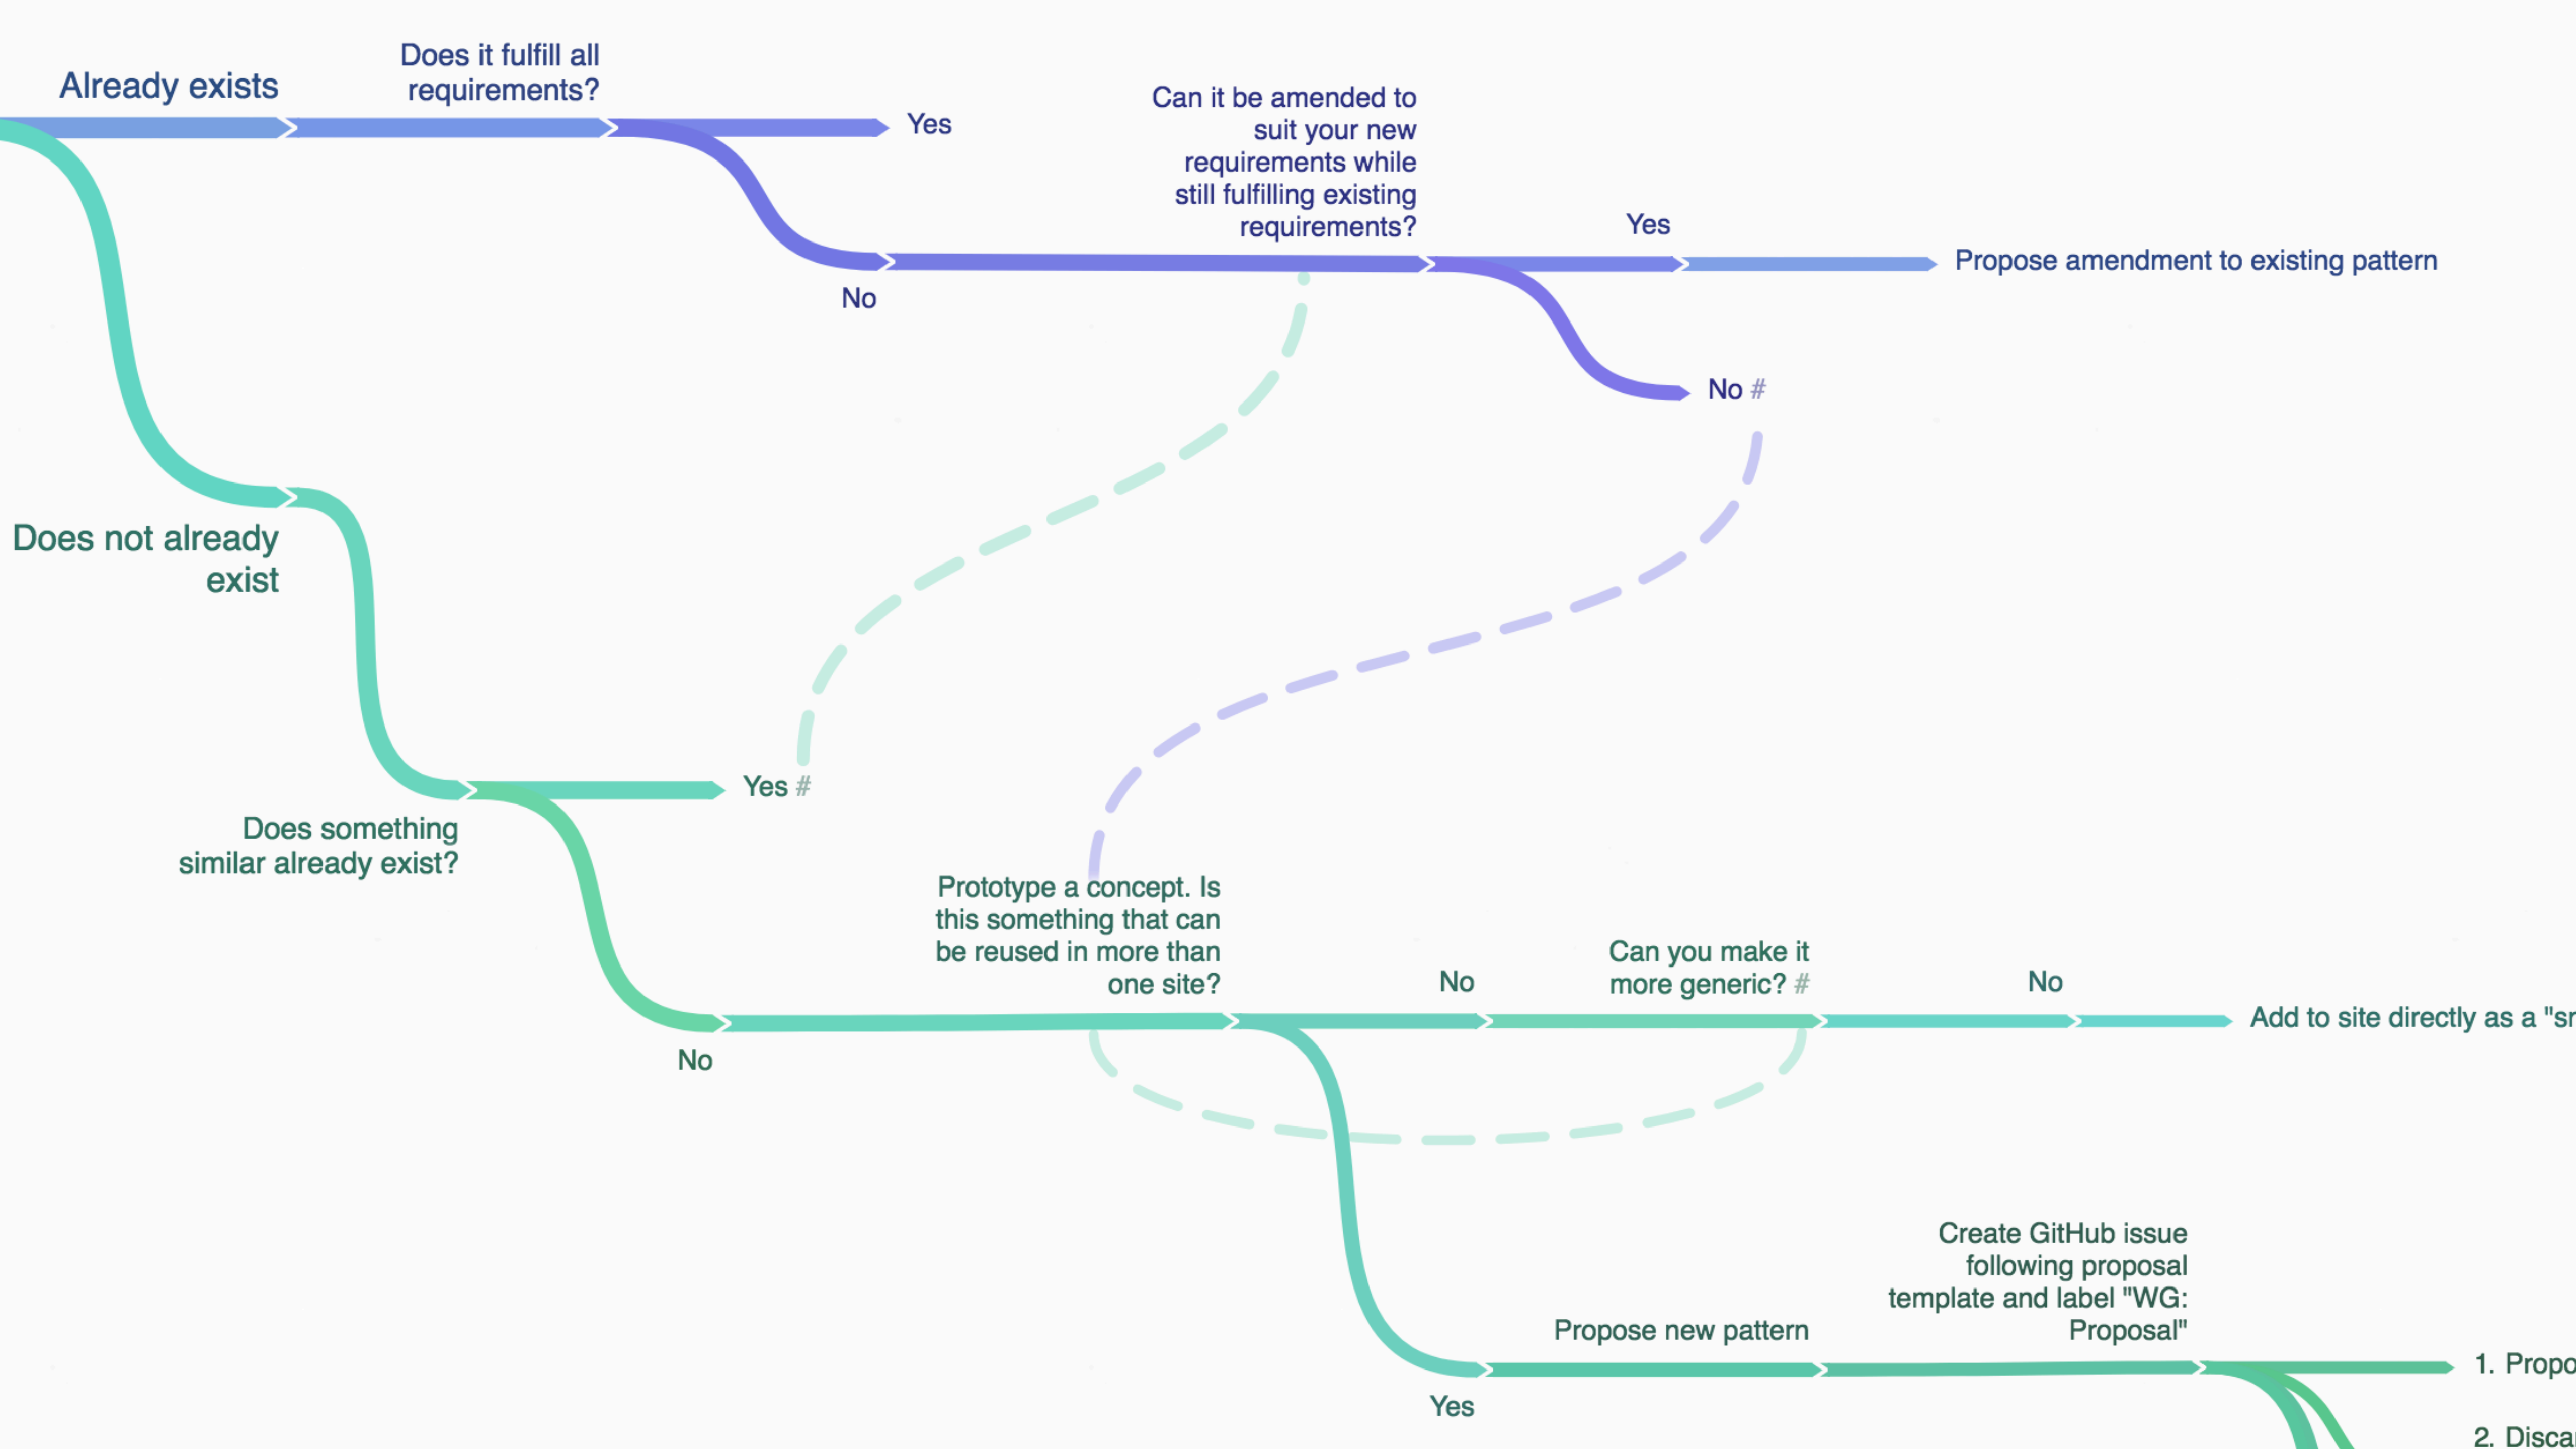 Already exists
Does it fulfill all
requirements?
Yes
No
Can it be amended to
suit your new
requirements while
still fulfilling existing
requirements?
Yes
Propose amendment to existing pattern
No #
Does not already
exist
Does something
similar already exist?
Yes #
No
Prototype a concept. Is
this something that can
be reused in more than
one site?
No
Can you make it
more generic? #
No
Add to site directly as a
Yes
Propose new pattern
Create GitHub issue
following proposal
template and label "WG:
Proposal"
1.
2.